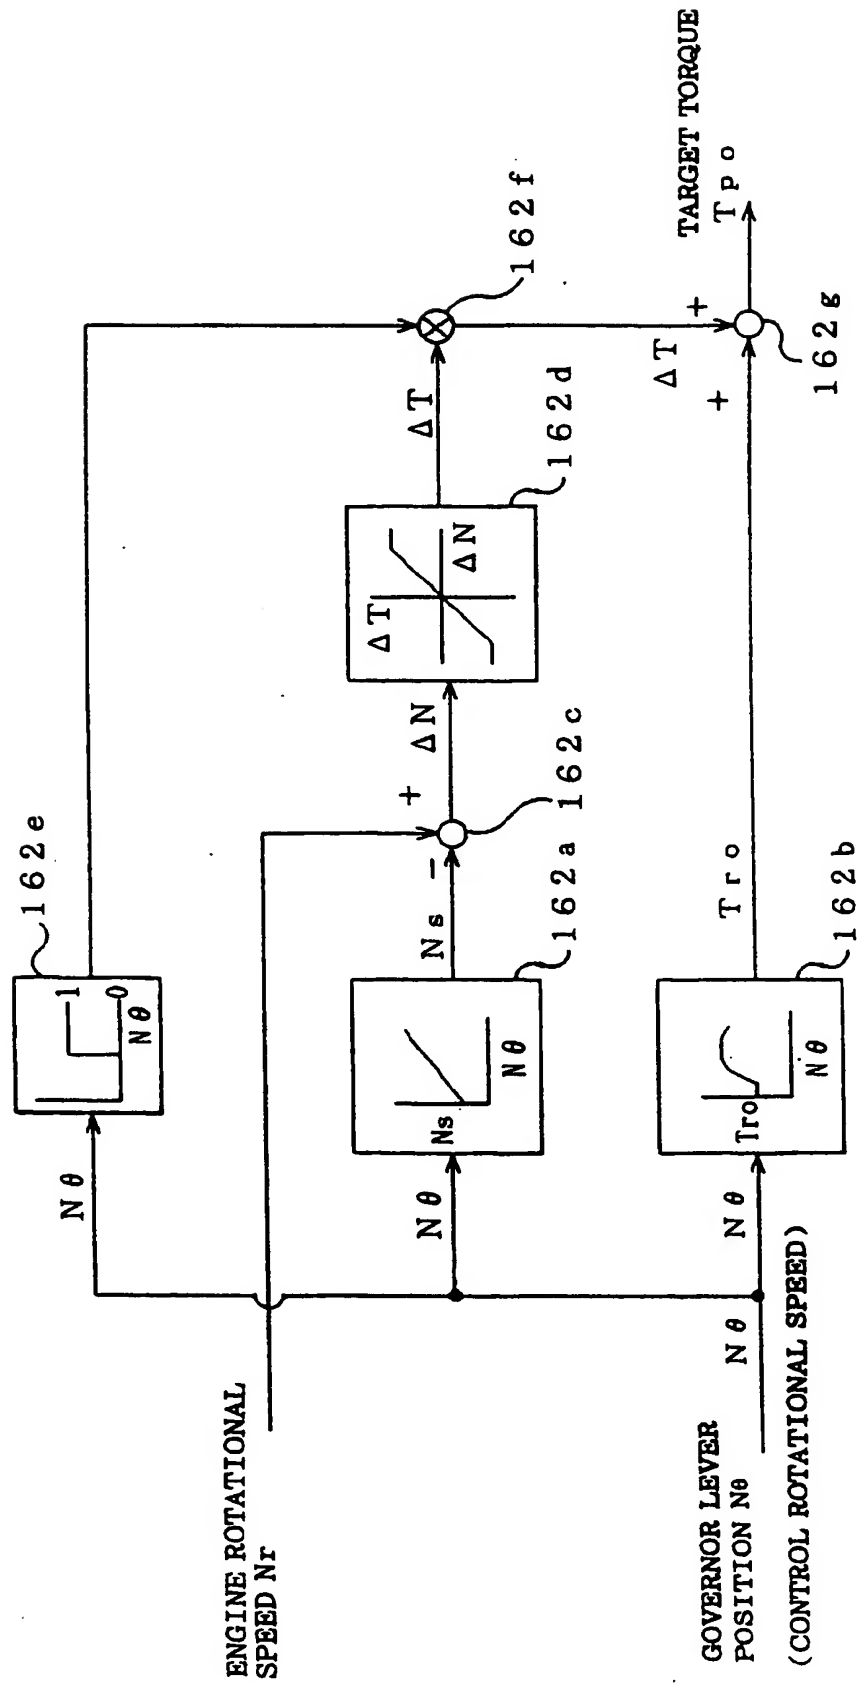 ENGINE ROTATIONAL
SPEED Nr
GOVERNOR LEVER
POSITION Nθ
(CONTROL ROTATIONAL SPEED)
Nθ
Nθ
Nθ
Nθ
162e
1
0
Nθ
Ns
Nθ
162a
Tro
Nθ
162b
Ns
−
+
162c
ΔN
ΔT
ΔN
162d
ΔT
162f
Tro
ΔT
+
+
162g
TARGET TORQUE
Tpo